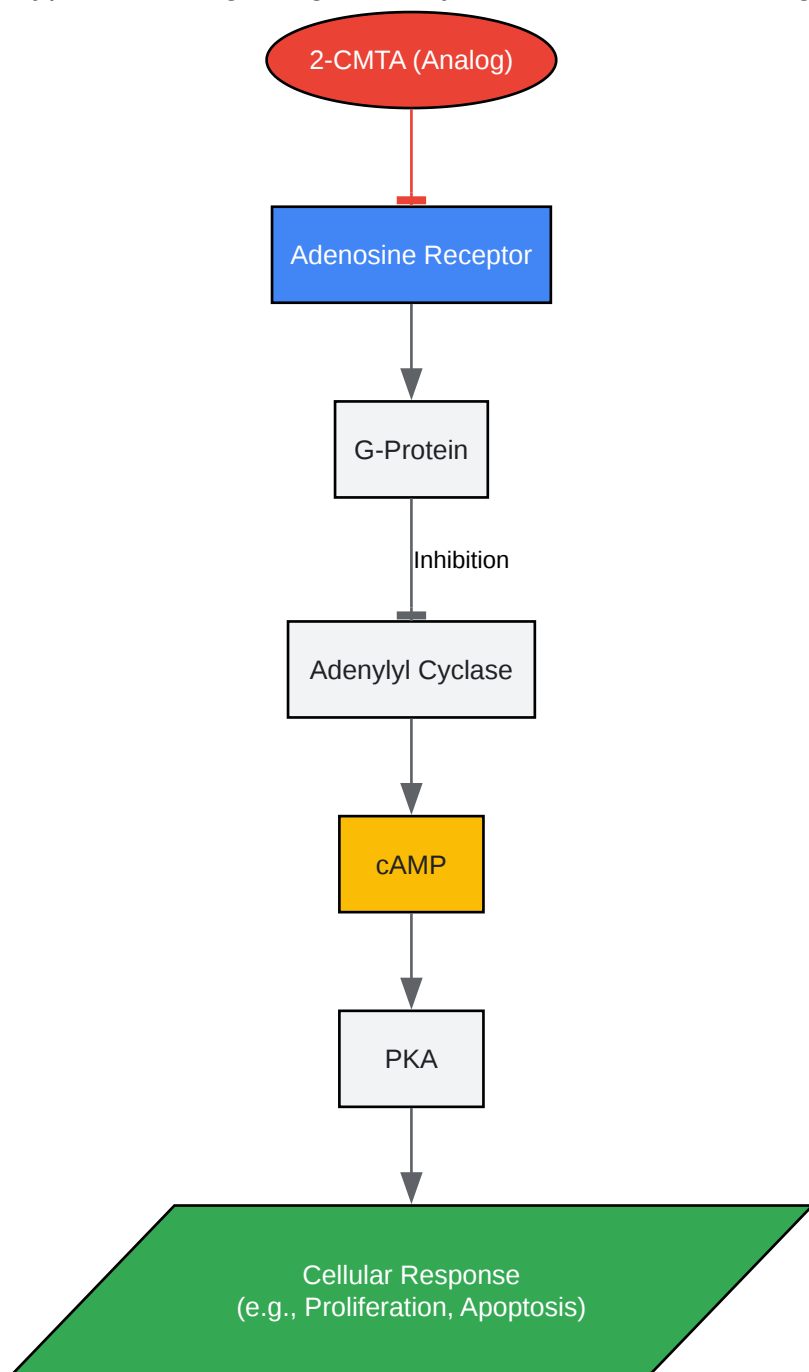 2-CMTA (Analog)
Adenosine Receptor
G-Protein
Inhibition
Adenylyl Cyclase
cAMP
PKA
Cellular Response
(e.g., Proliferation, Apoptosis)